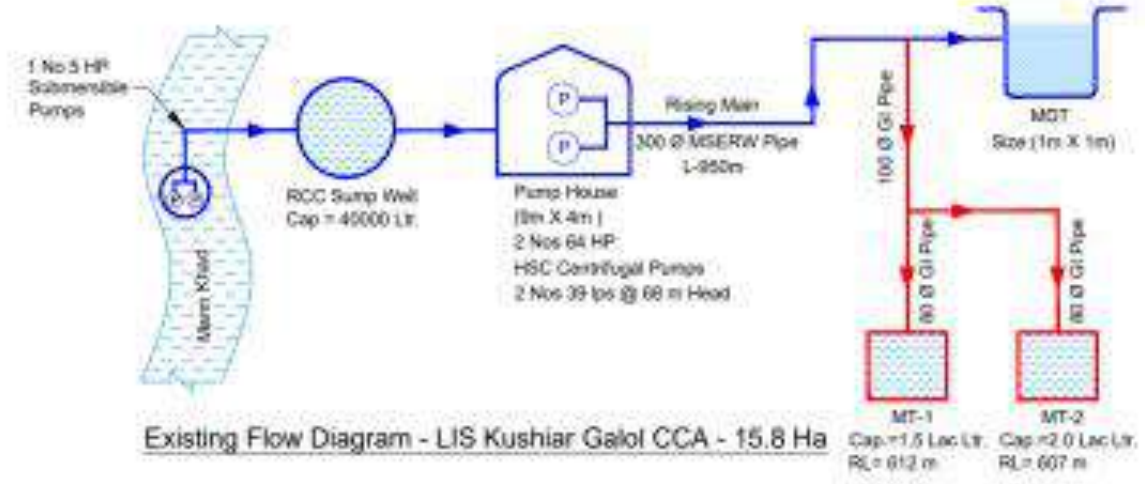 1 No 5 HP
Submersible
Pumps
Mann Khad
RCC Sump Well
Cap = 40000 Ltr.
P
P
Pump House
(9m X 4m )
2 Nos 64 HP
HSC Centrifugal Pumps
2 Nos 39 lps @ 68 m Head
Rising Main
300 Ø MSERW Pipe
L-950m
100 Ø GI Pipe
MDT
Size (1m X 1m)
80 Ø GI Pipe
80 Ø GI Pipe
MT-1
Cap.=1.5 Lac Ltr.
RL= 612 m
MT-2
Cap.=2.0 Lac Ltr.
RL= 607 m
Existing Flow Diagram - LIS Kushiar Galol CCA - 15.8 Ha